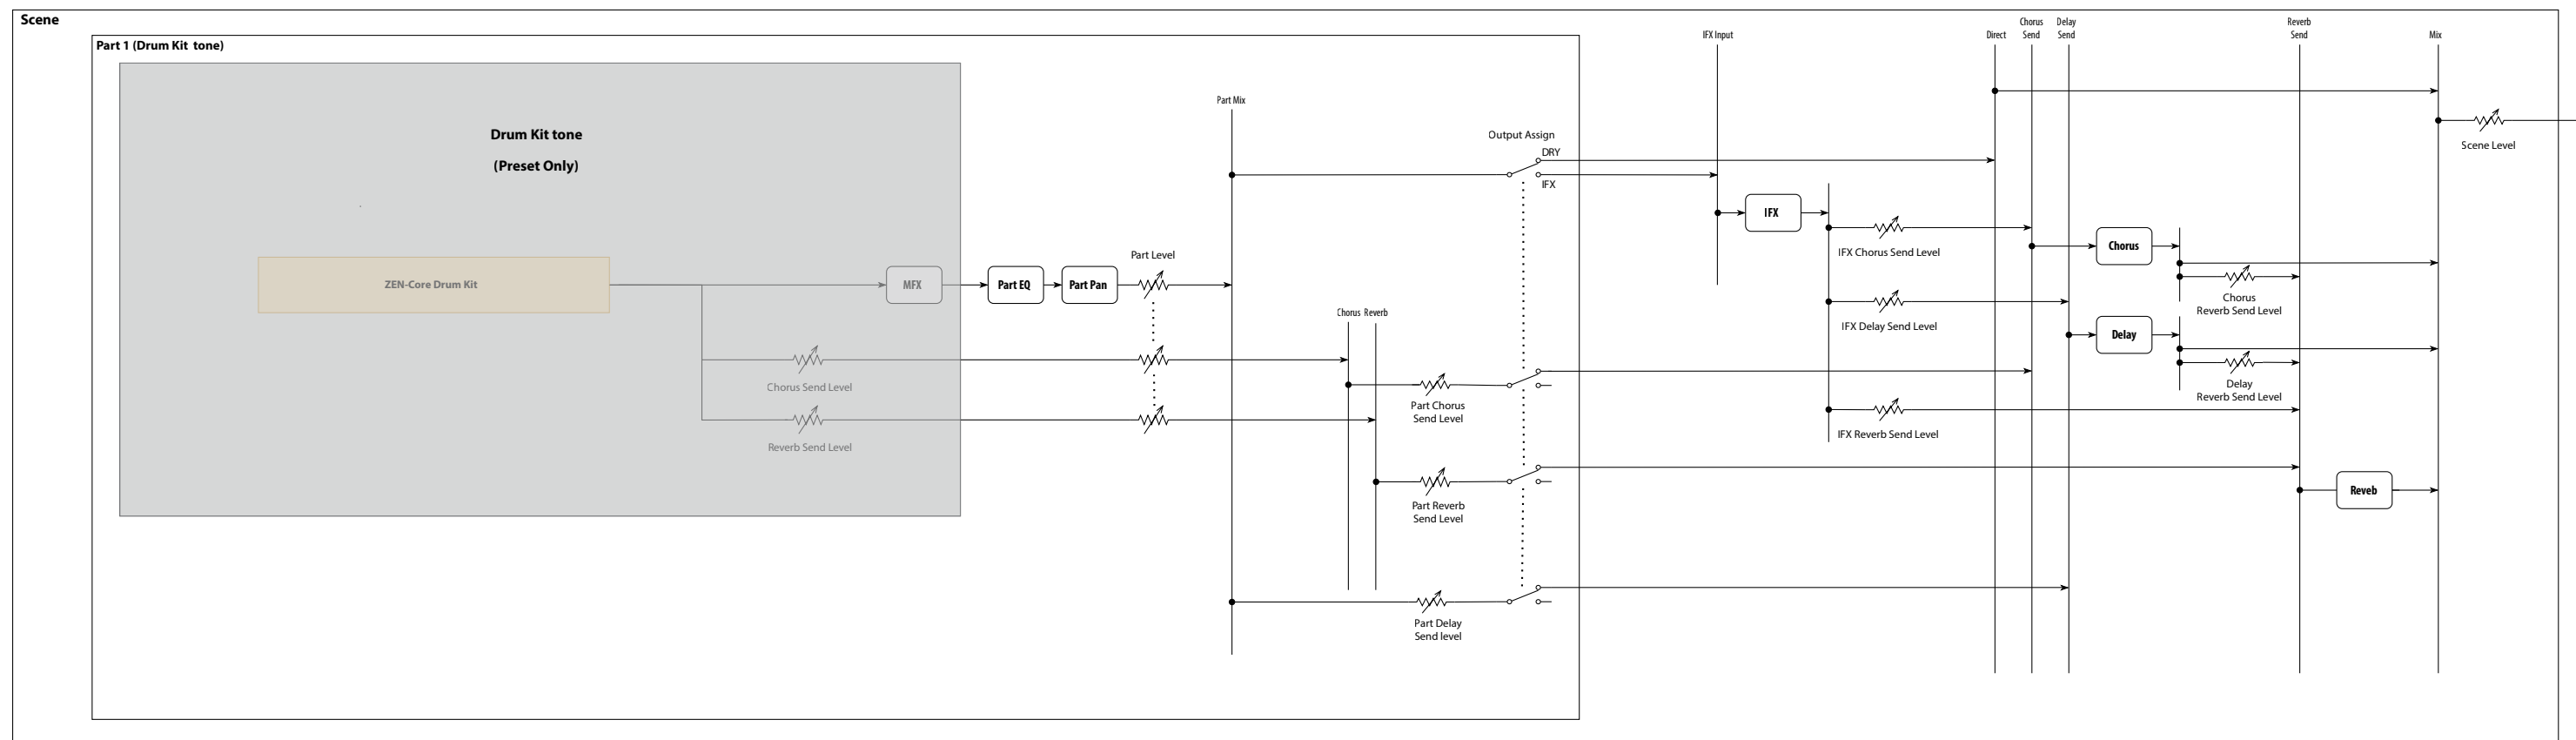 Scene
Part 1 (Drum Kit tone)
Drum Kit tone
(Preset Only)
ZEN-Core Drum Kit
MFX
Chorus Send Level
Reverb Send Level
Part EQ
Part Pan
Part Level
Part Mix
Chorus
Reverb
Output Assign
DRY
IFX
Part Chorus
Send Level
Part Reverb
Send Level
Part Delay
Send level
IFX Input
IFX
IFX Chorus Send Level
IFX Delay Send Level
IFX Reverb Send Level
Direct
Chorus
Send
Delay
Send
Chorus
Chorus
Reverb Send Level
Delay
Delay
Reverb Send Level
Reverb
Send
Reveb
Mix
Scene Level